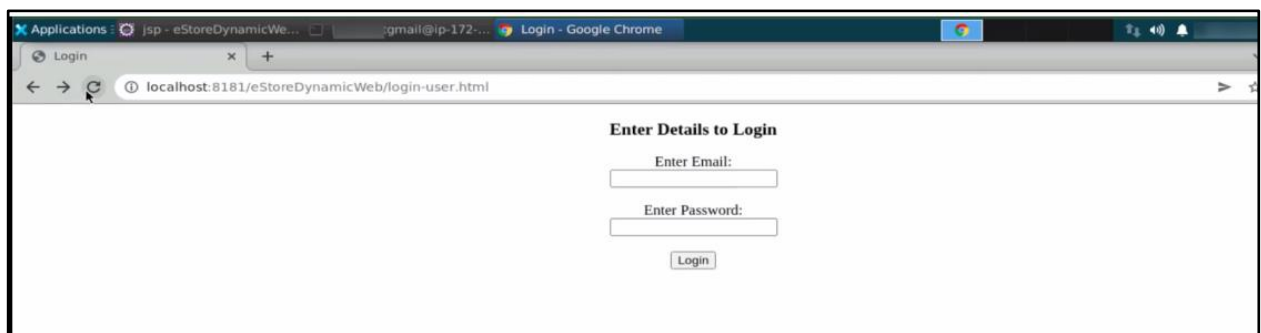 Applications : jsp - eStoreDynamicWe... :gmail@ip-172-... Login - Google Chrome
Login
localhost:8181/eStoreDynamicWeb/login-user.html
Enter Details to Login
Enter Email:
Enter Password:
Login